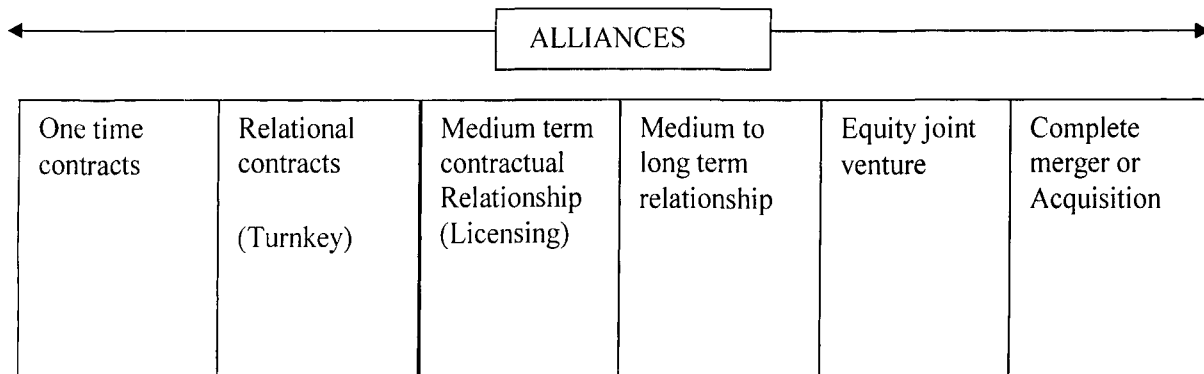 ALLIANCES
One time
contracts
Relational
contracts
(Turnkey)
Medium term
contractual
Relationship
(Licensing)
Medium to
long term
relationship
Equity joint
venture
Complete
merger or
Acquisition